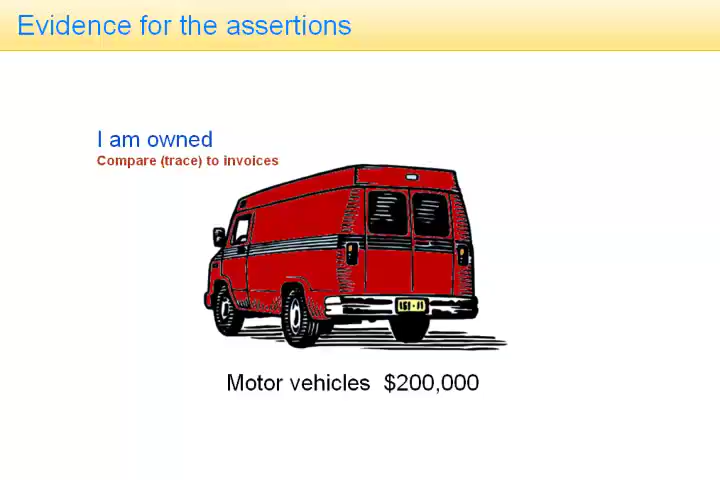 Evidence for the assertions
I am owned
Compare (trace) to invoices
Motor vehicles $200,000